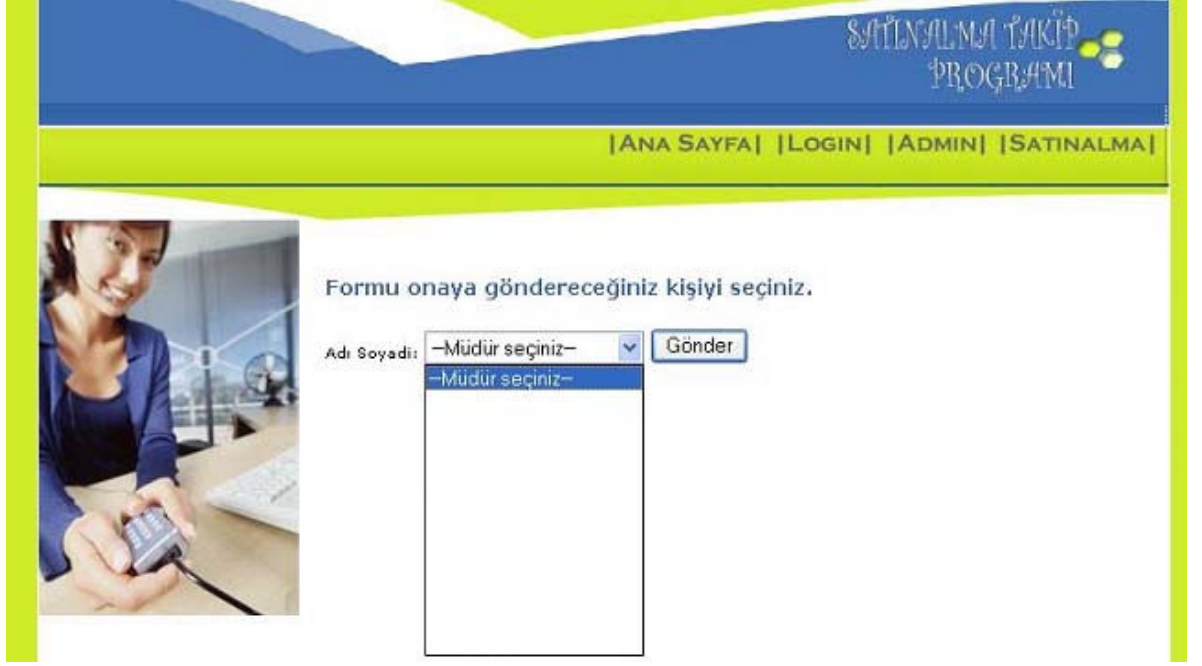 SATINALMA TAKİP
PROGRAMI
|ANA SAYFA| |LOGIN| |ADMIN| |SATINALMA|
Formu onaya göndereceğiniz kişiyi seçiniz.
Adı Soyadi: –Müdür seçiniz– Gönder
–Müdür seçiniz–